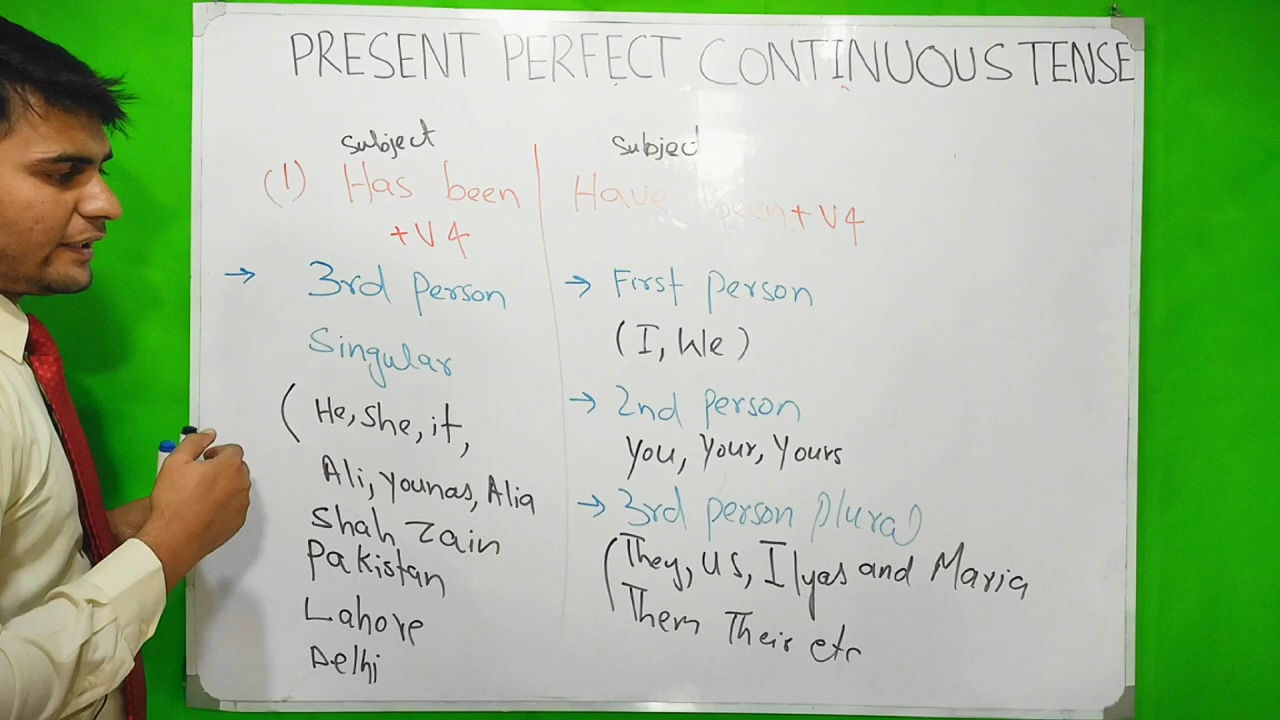 PRESENT PERFECT CONTINUOUS TENSE
subject
(1) Has been
+ V4
→ 3rd person
Singular
(He, she, it,
Ali, Younas, Alia
Shah Zain
Pakistan
Lahore
Delhi
subject
Have been + V4
→ First person
(I, We)
→ 2nd person
You, Your, Yours
→ 3rd person plural
(They, us, Ilyas and Maria
Them Their etc